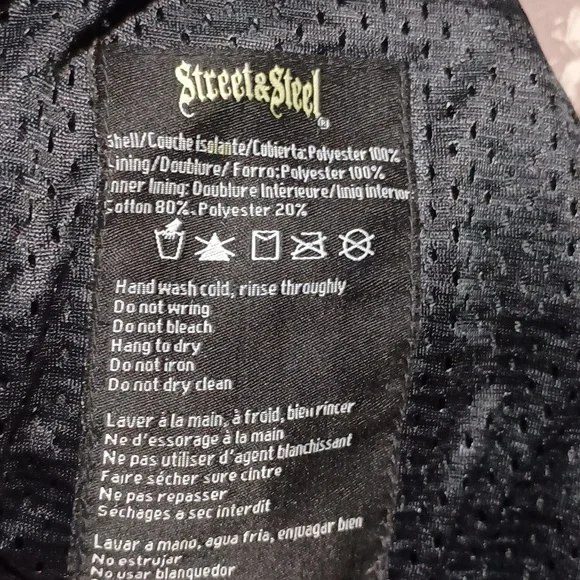 Street&Steel
®
Shell/Couche isolante/Cubierta:Polyester 100%
Lining/Doublure/ Forro:Polyester 100%
Inner lining: Doublure Intérieure/linig interior:
Cotton 80%.Polyester 20%
Hand wash cold, rinse throughly
Do not wring
Do not bleach
Hang to dry
Do not iron
Do not dry clean
Laver à la main, à froid, bien rincer
Ne d'essorage à la main
Ne pas utiliser d'agent blanchissant
Faire sécher sure cintre
Ne pas repasser
Séchages a sec interdit
Lavar a mano, agua fria, enjuagar bien
No estrujar
No usar blanquedor